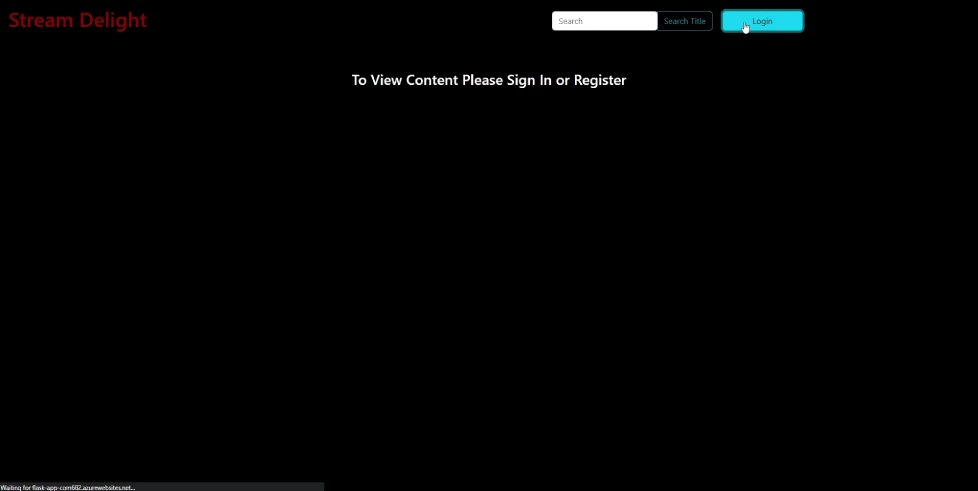 Stream Delight
Search
Search Title
Login
To View Content Please Sign In or Register
Waiting for flask-app-com682.azurewebsites.net...